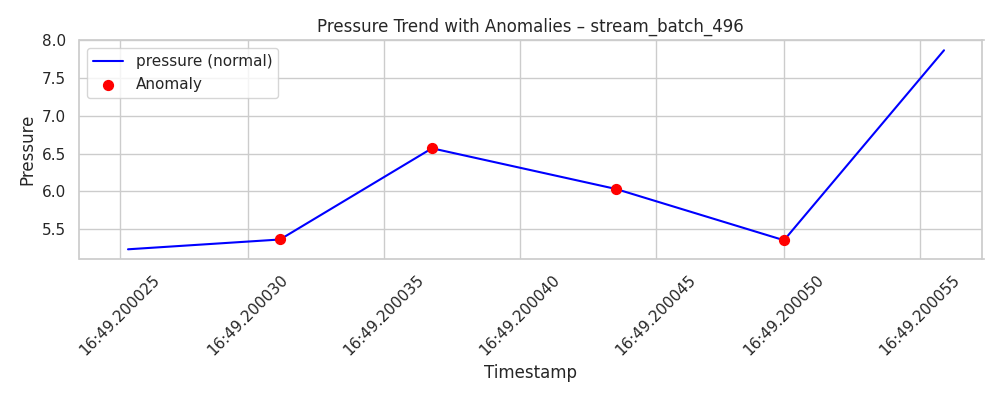 Pressure Trend with Anomalies – stream_batch_496
pressure (normal)
Anomaly
Pressure
8.0
7.5
7.0
6.5
6.0
5.5
16:49.200025
16:49.200030
16:49.200035
16:49.200040
16:49.200045
16:49.200050
16:49.200055
Timestamp